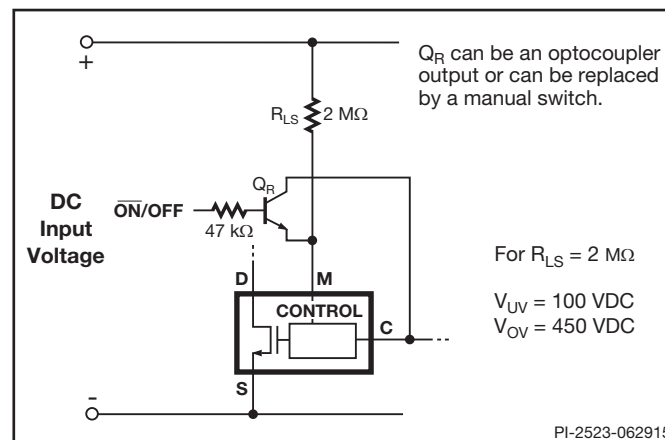 +
Q_R can be an optocoupler
output or can be replaced
by a manual switch.
R_LS
2 MΩ
Q_R
DC
Input
Voltage
ON/OFF
47 kΩ
For R_LS = 2 MΩ
V_UV = 100 VDC
V_OV = 450 VDC
D
M
CONTROL
C
S
-
PI-2523-062915